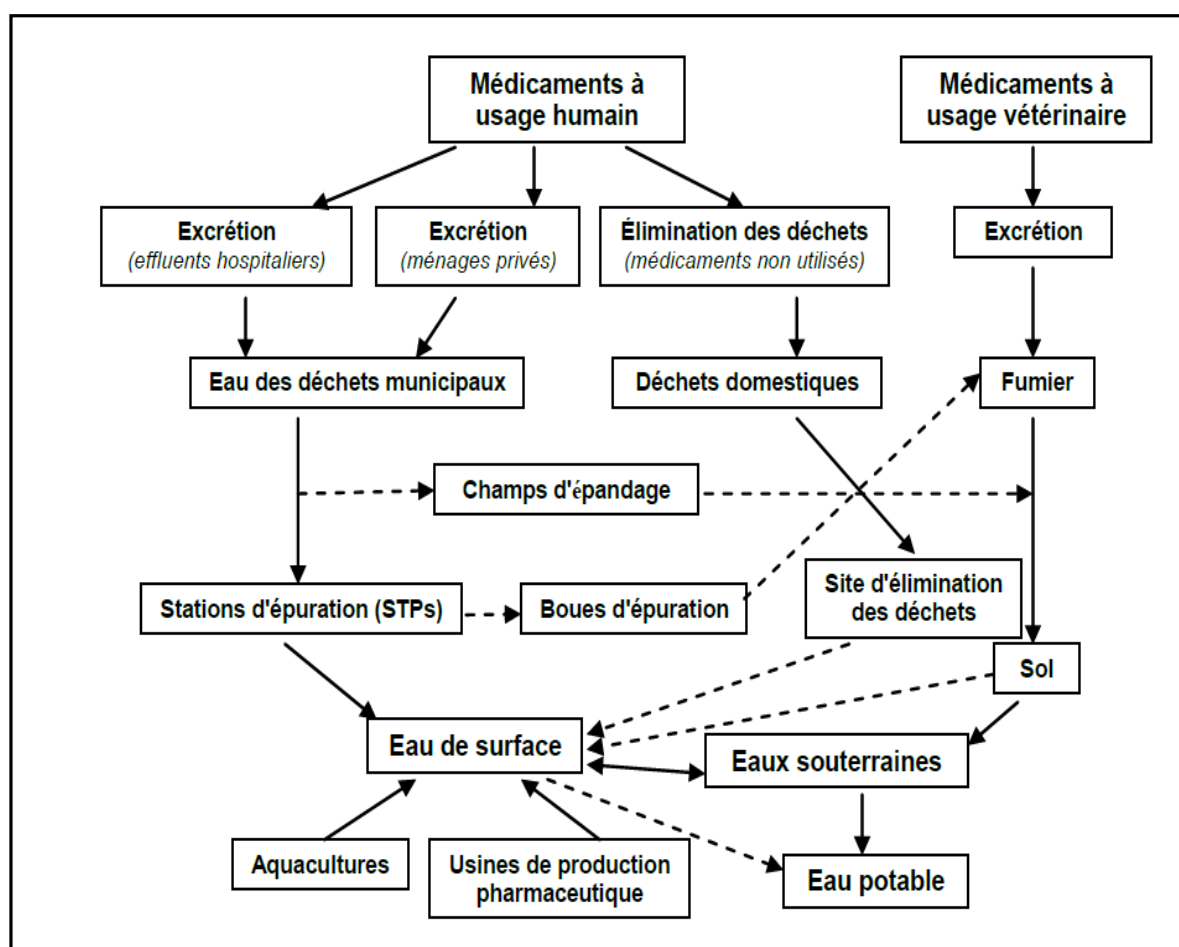 Médicaments à
usage humain
Médicaments à
usage vétérinaire
Excrétion
(effluents hospitaliers)
Excrétion
(ménages privés)
Élimination des déchets
(médicaments non utilisés)
Excrétion
Eau des déchets municipaux
Déchets domestiques
Fumier
Champs d'épandage
Stations d'épuration (STPs)
Boues d'épuration
Site d'élimination
des déchets
Sol
Eau de surface
Eaux souterraines
Aquacultures
Usines de production
pharmaceutique
Eau potable